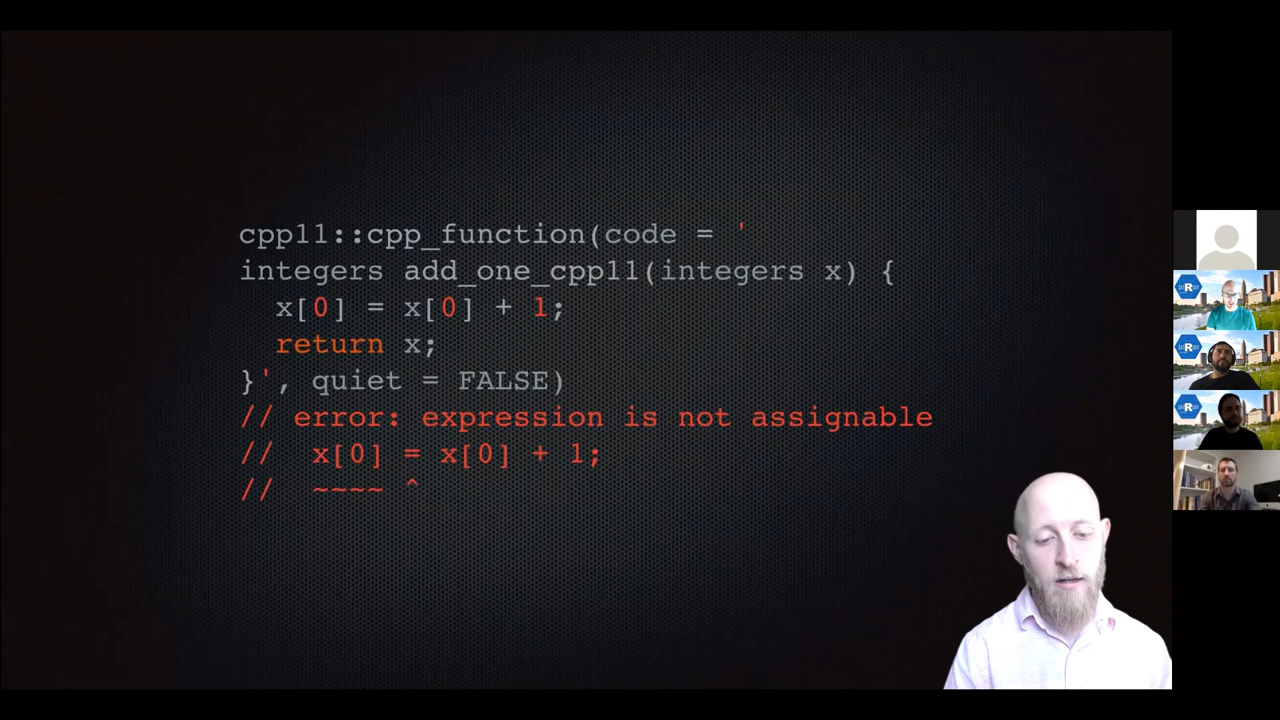 cpp11::cpp_function(code = '
integers add_one_cpp11(integers x) {
  x[0] = x[0] + 1;
  return x;
}', quiet = FALSE)
// error: expression is not assignable
//  x[0] = x[0] + 1;
//  ~~~~ ^
R
R
R